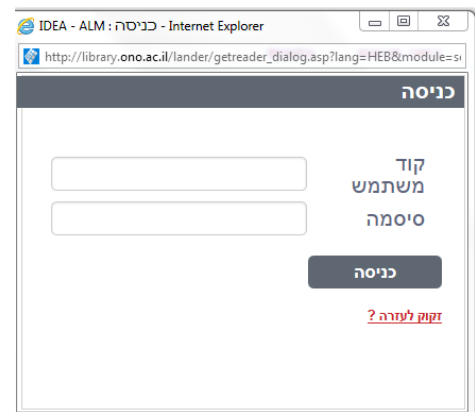 IDEA - ALM : כניסה - Internet Explorer
http://library.ono.ac.il/lander/getreader_dialog.asp?lang=HEB&module=s
כניסה
קוד
משתמש
סיסמה
כניסה
זקוק לעזרה ?